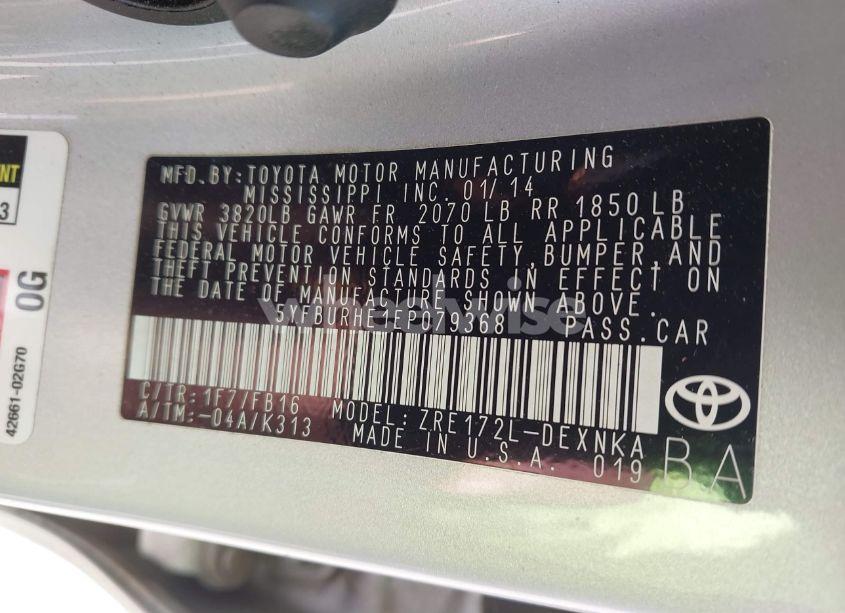 NT
3
0G
42661-02G70
MFD.BY:TOYOTA MOTOR MANUFACTURING
MISSISSIPPI INC. 01/14
GVWR 3820LB GAWR FR 2070 LB RR 1850LB
THIS VEHICLE CONFORMS TO ALL APPLICABLE
FEDERAL MOTOR VEHICLE SAFETY,BUMPER,AND
THEFT PREVENTION STANDARDS IN EFFECT ON
THE DATE OF MANUFACTURE SHOWN ABOVE.
PASS.CAR
C/TR:1F7/FB16 MODEL: ZRE172L-DEXNKA
A/TM:-04A/K313 MADE IN U.S.A. 019
BA